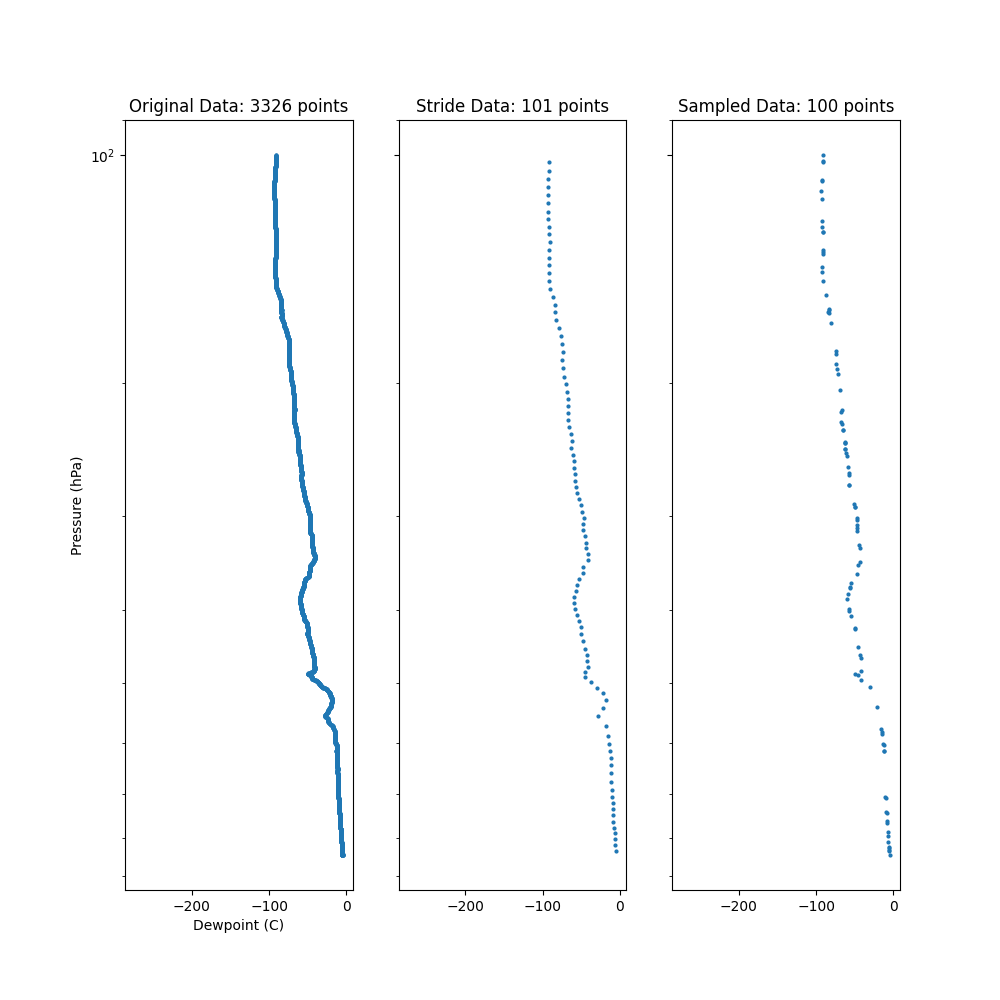 Original Data: 3326 points
Stride Data: 101 points
Sampled Data: 100 points
10²
Pressure (hPa)
−200 −100 0
−200 −100 0
−200 −100 0
Dewpoint (C)